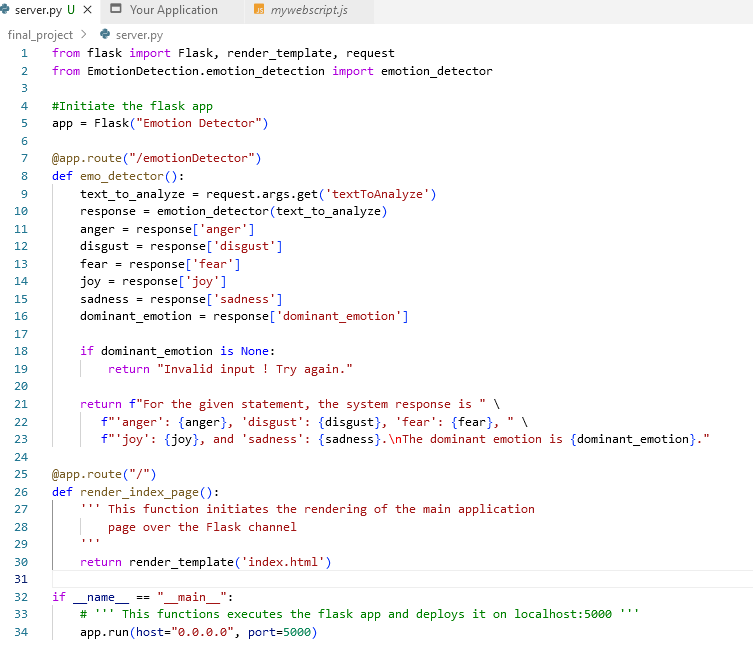 server.py U
Your Application
mywebscript.js
final_project > server.py
1 from flask import Flask, render_template, request
2 from EmotionDetection.emotion_detection import emotion_detector
3
4 #Initiate the flask app
5 app = Flask("Emotion Detector")
6
7 @app.route("/emotionDetector")
8 def emo_detector():
9     text_to_analyze = request.args.get('textToAnalyze')
10     response = emotion_detector(text_to_analyze)
11     anger = response['anger']
12     disgust = response['disgust']
13     fear = response['fear']
14     joy = response['joy']
15     sadness = response['sadness']
16     dominant_emotion = response['dominant_emotion']
17
18     if dominant_emotion is None:
19         return "Invalid input ! Try again."
20
21     return f"For the given statement, the system response is " \
22        f"'anger': {anger}, 'disgust': {disgust}, 'fear': {fear}, " \
23        f"'joy': {joy}, and 'sadness': {sadness}.\nThe dominant emotion is {dominant_emotion}."
24
25 @app.route("/")
26 def render_index_page():
27     ''' This function initiates the rendering of the main application
28         page over the Flask channel
29     '''
30     return render_template('index.html')
31
32 if __name__ == "__main__":
33     # ''' This functions executes the flask app and deploys it on localhost:5000 '''
34     app.run(host="0.0.0.0", port=5000)